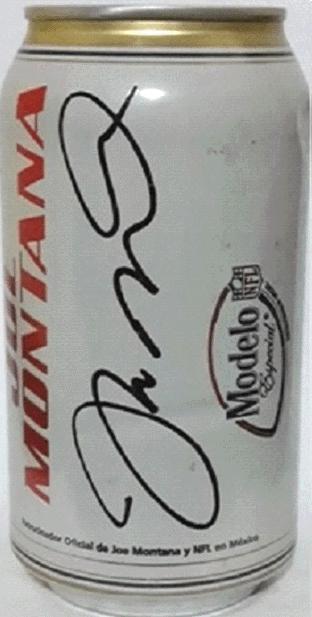 JOE
MONTANA
NFL
Modelo
Especial
Patrocinador Oficial de Joe Montana y NFL en México